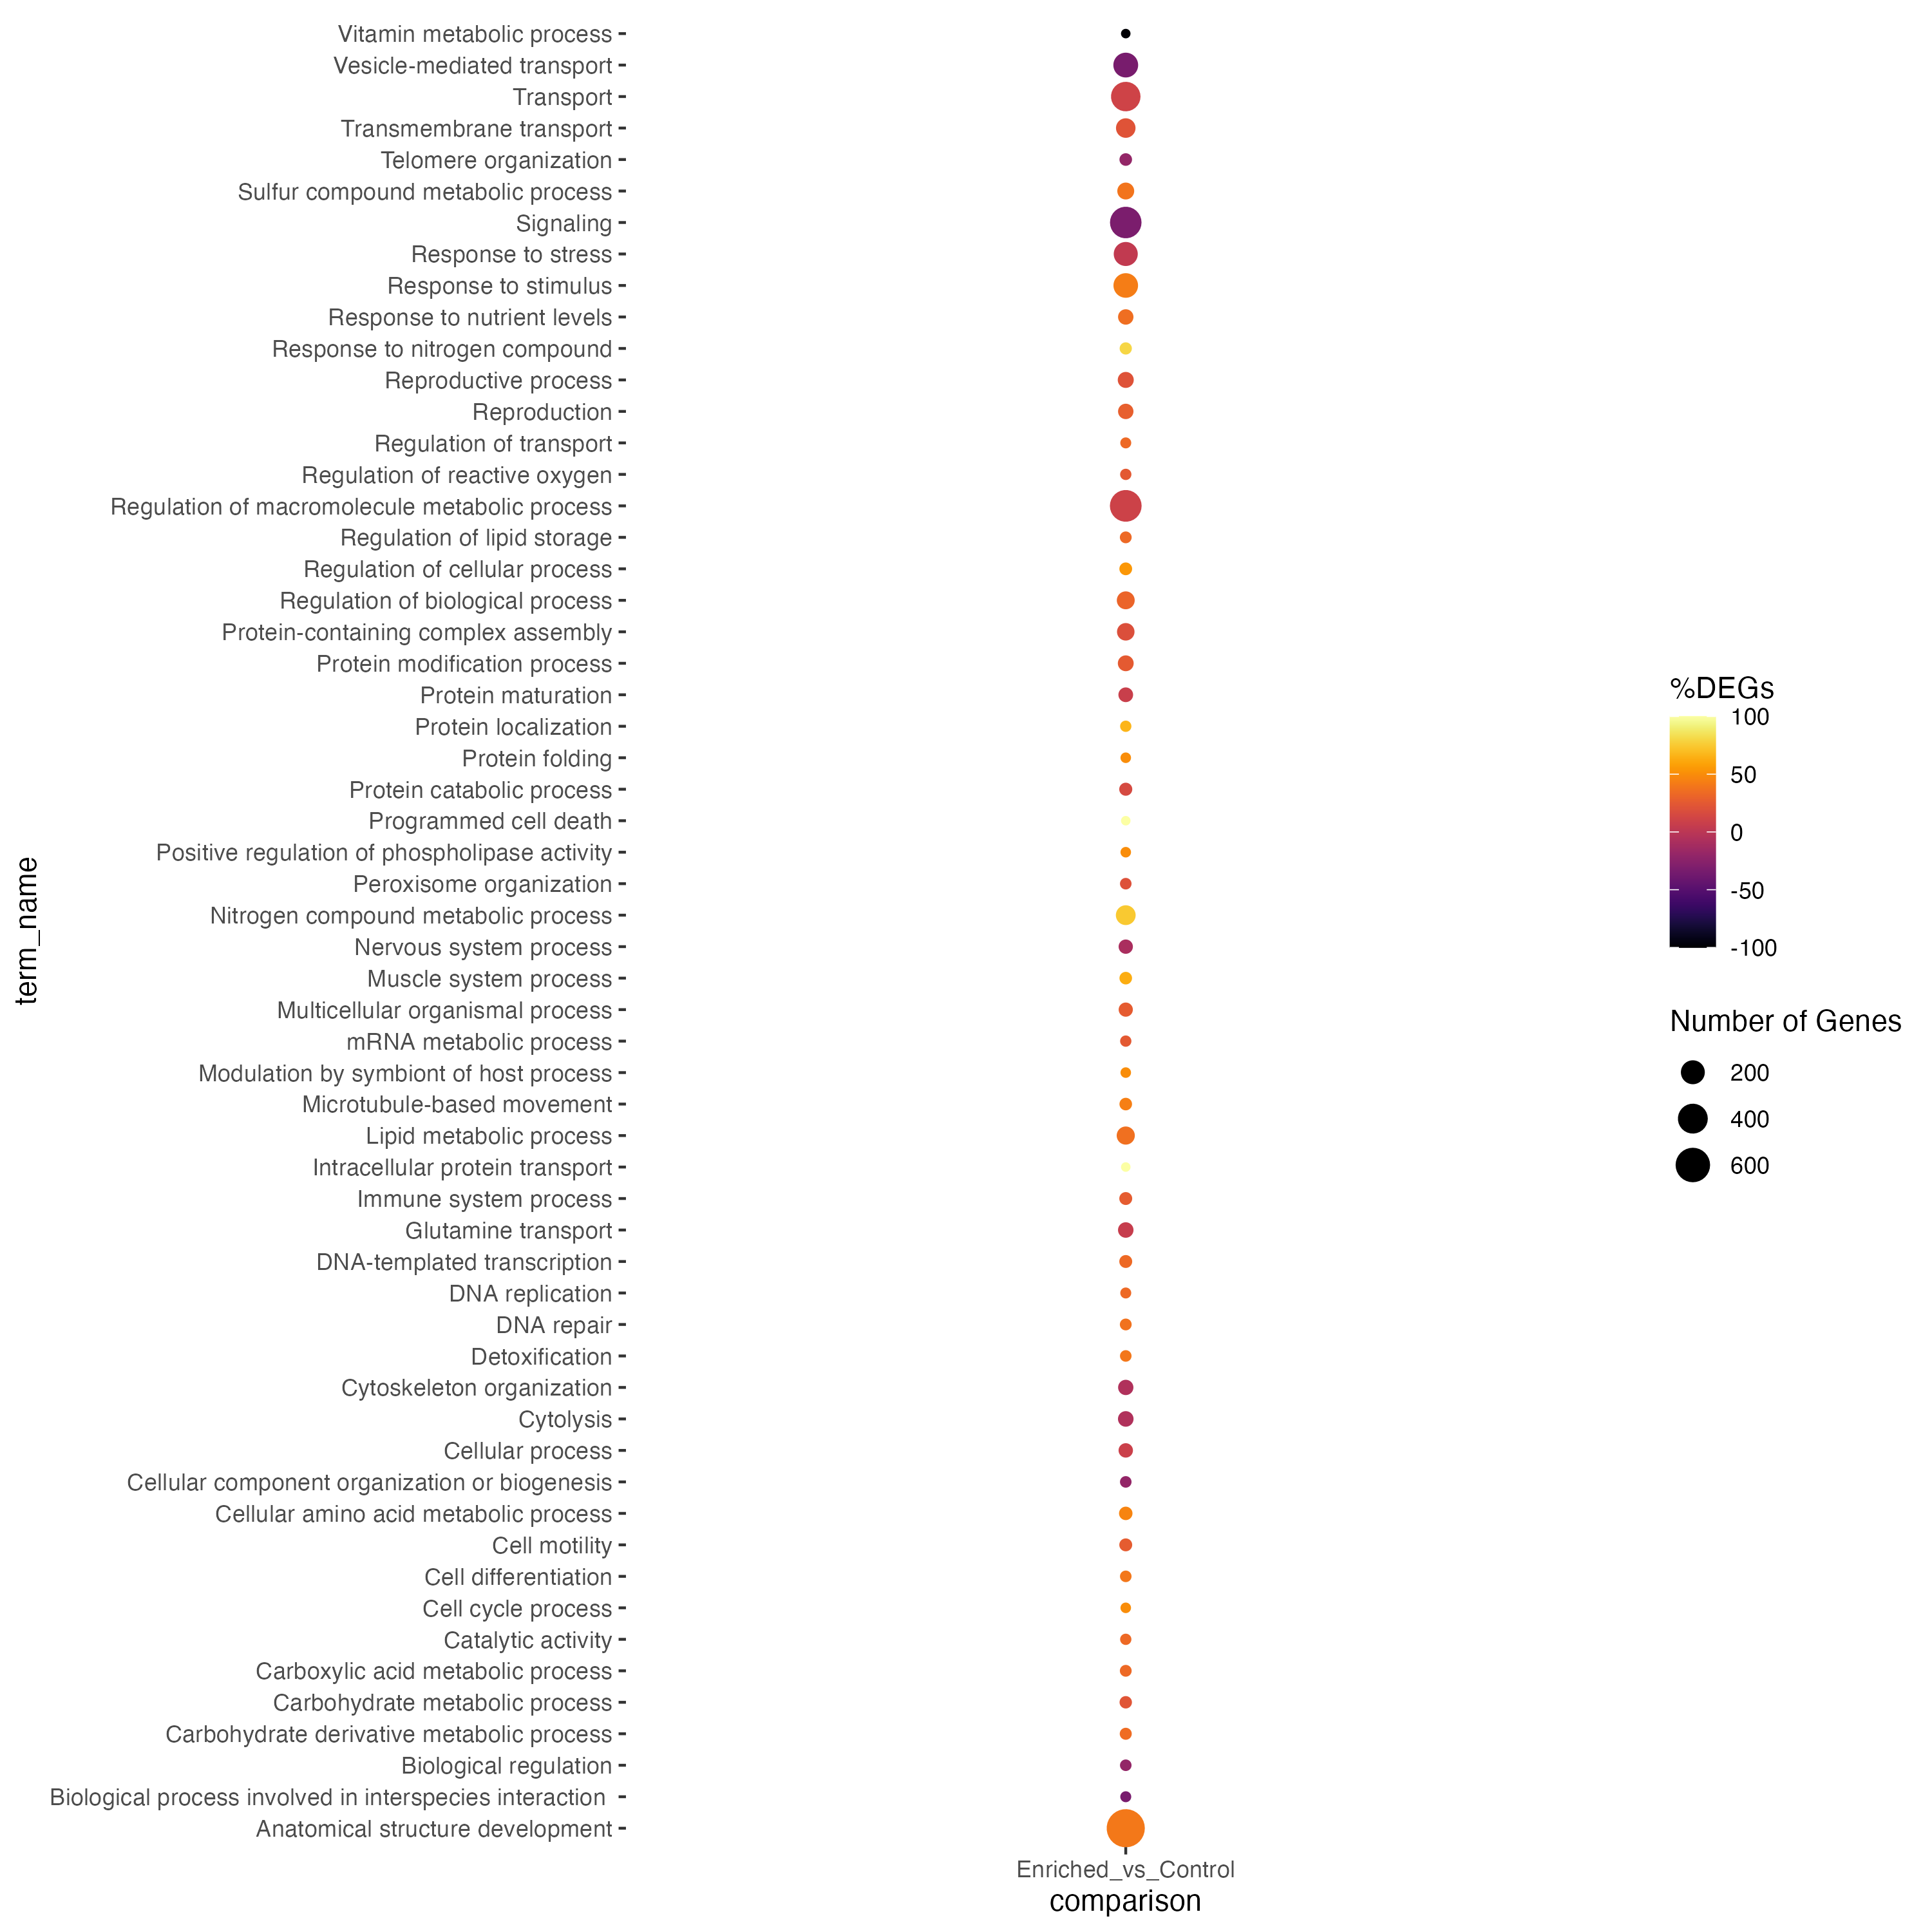 Vitamin metabolic process
Vesicle-mediated transport
Transport
Transmembrane transport
Telomere organization
Sulfur compound metabolic process
Signaling
Response to stress
Response to stimulus
Response to nutrient levels
Response to nitrogen compound
Reproductive process
Reproduction
Regulation of transport
Regulation of reactive oxygen
Regulation of macromolecule metabolic process
Regulation of lipid storage
Regulation of cellular process
Regulation of biological process
Protein-containing complex assembly
Protein modification process
Protein maturation
Protein localization
Protein folding
Protein catabolic process
Programmed cell death
Positive regulation of phospholipase activity
Peroxisome organization
Nitrogen compound metabolic process
Nervous system process
Muscle system process
Multicellular organismal process
mRNA metabolic process
Modulation by symbiont of host process
Microtubule-based movement
Lipid metabolic process
Intracellular protein transport
Immune system process
Glutamine transport
DNA-templated transcription
DNA replication
DNA repair
Detoxification
Cytoskeleton organization
Cytolysis
Cellular process
Cellular component organization or biogenesis
Cellular amino acid metabolic process
Cell motility
Cell differentiation
Cell cycle process
Catalytic activity
Carboxylic acid metabolic process
Carbohydrate metabolic process
Carbohydrate derivative metabolic process
Biological regulation
Biological process involved in interspecies interaction
Anatomical structure development
term_name
Enriched_vs_Control
comparison
%DEGs
100
50
0
-50
-100
Number of Genes
200
400
600